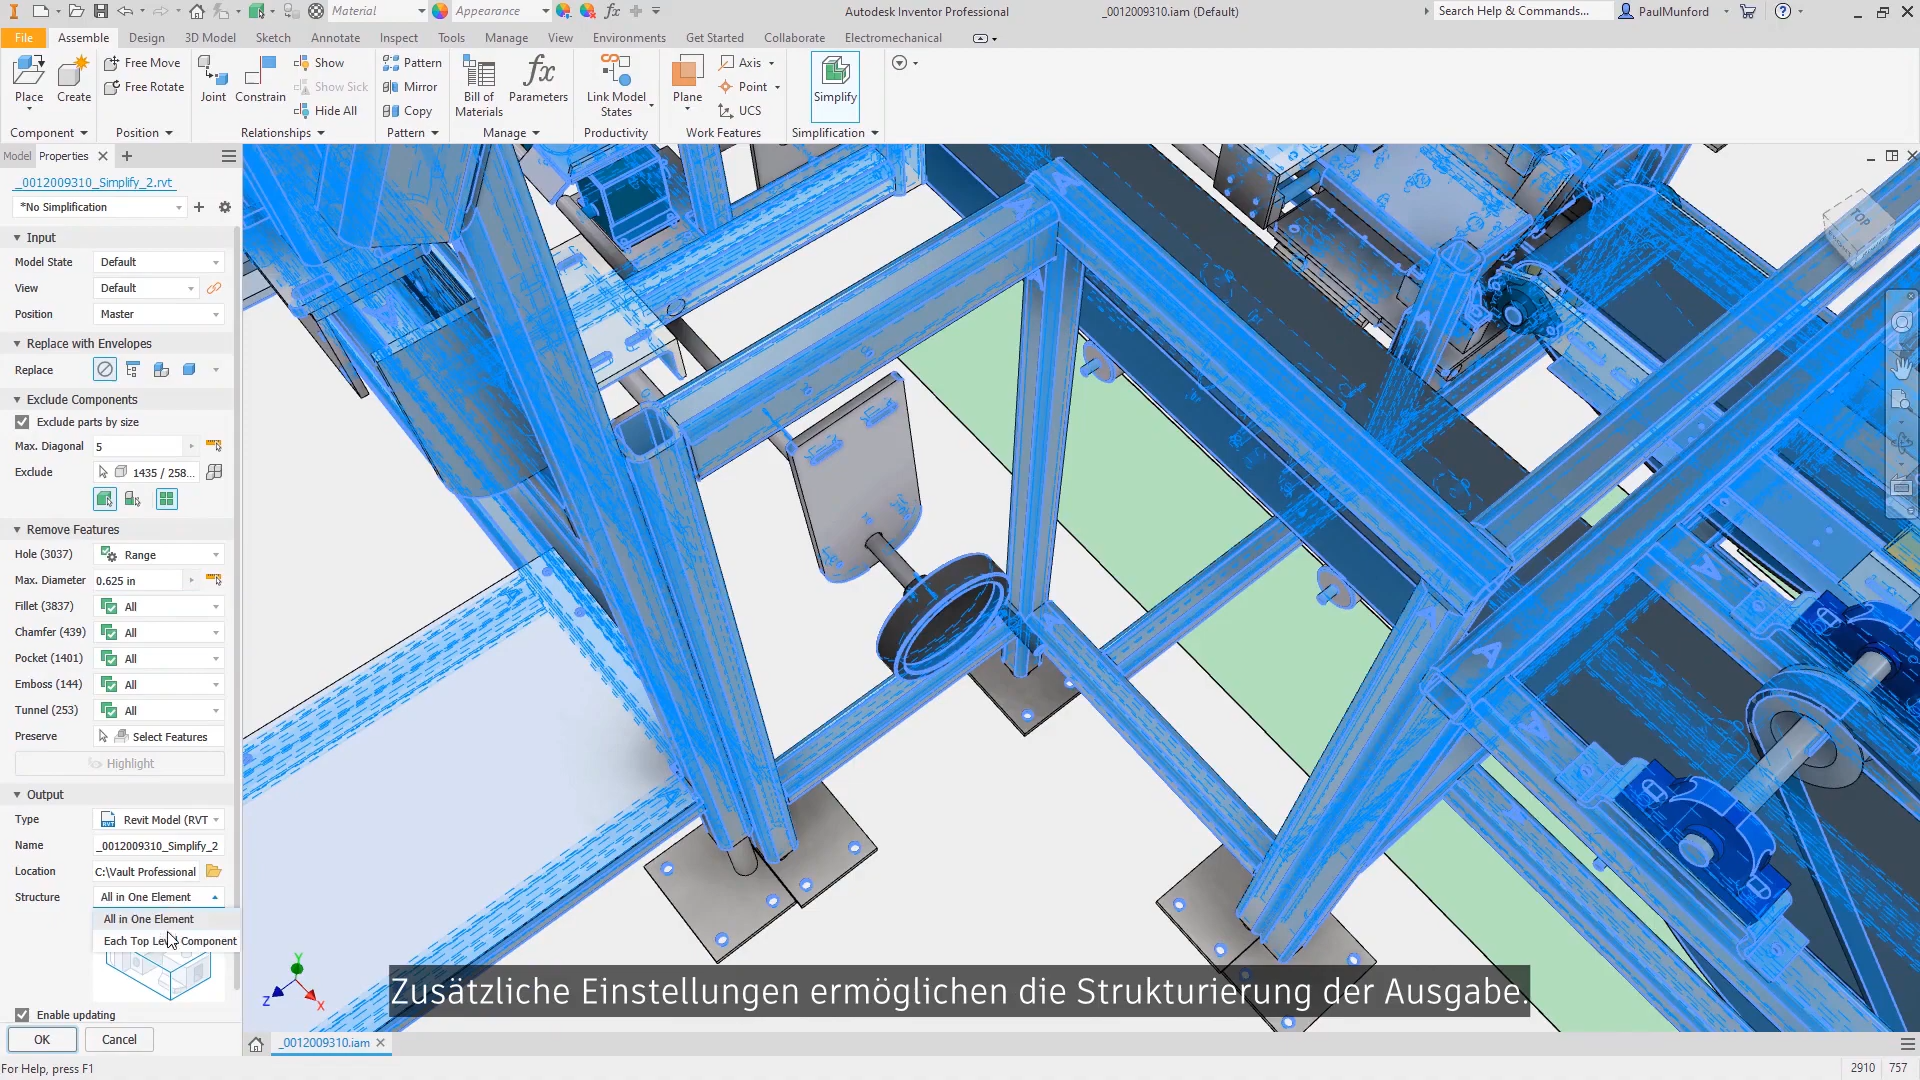 Material
Appearance
fx
Autodesk Inventor Professional
_0012009310.iam (Default)
Search Help & Commands...
PaulMunford
File
Assemble
Design
3D Model
Sketch
Annotate
Inspect
Tools
Manage
View
Environments
Get Started
Collaborate
Electromechanical
Place
Create
Component
Free Move
Free Rotate
Position
Joint
Constrain
Show
Show Sick
Hide All
Relationships
Pattern
Mirror
Copy
Pattern
Bill of
Materials
fx
Parameters
Manage
Link Model
States
Productivity
Plane
Axis
Point
UCS
Work Features
Simplify
Simplification
Model
Properties
_0012009310_Simplify_2.rvt
*No Simplification
Input
Model State Default
View Default
Position Master
Replace with Envelopes
Replace
Exclude Components
Exclude parts by size
Max. Diagonal 5
Exclude 1435 / 258...
Remove Features
Hole (3037) Range
Max. Diameter 0.625 in
Fillet (3837) All
Chamfer (439) All
Pocket (1401) All
Emboss (144) All
Tunnel (253) All
Preserve Select Features
Highlight
Output
Type Revit Model (RVT
Name _0012009310_Simplify_2
Location C:\Vault Professional
Structure All in One Element
All in One Element
Each Top Level Component
Enable updating
OK Cancel
TOP
Y
Z
X
Zusätzliche Einstellungen ermöglichen die Strukturierung der Ausgabe.
_0012009310.iam
For Help, press F1
2910 757